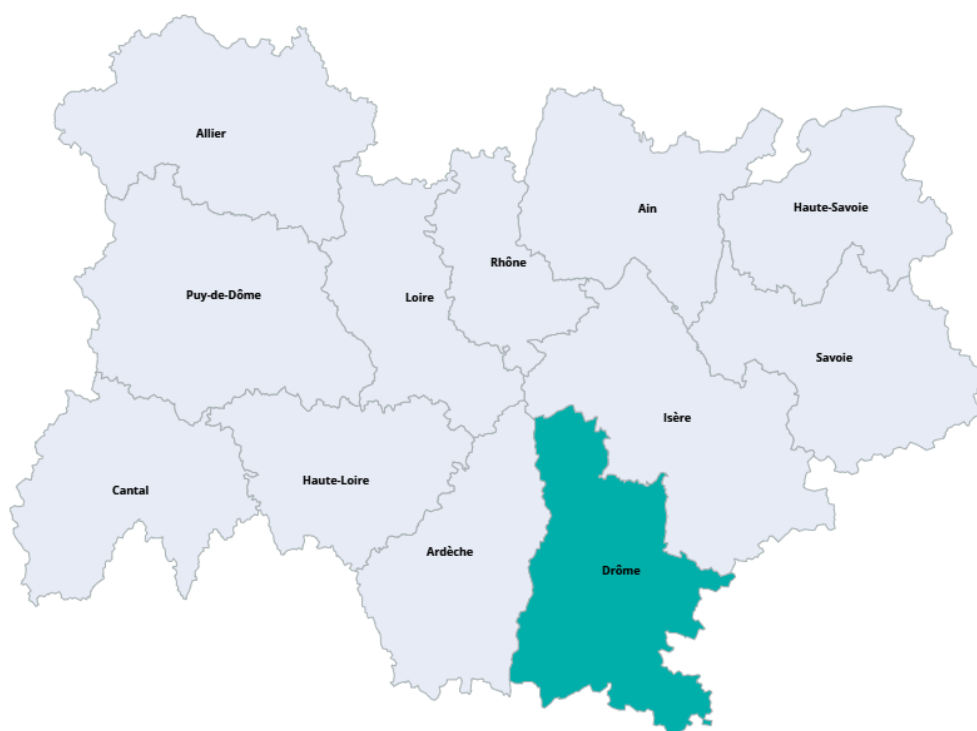 Allier
Ain
Haute-Savoie
Rhône
Puy-de-Dôme
Loire
Savoie
Isère
Haute-Loire
Cantal
Ardèche
Drôme